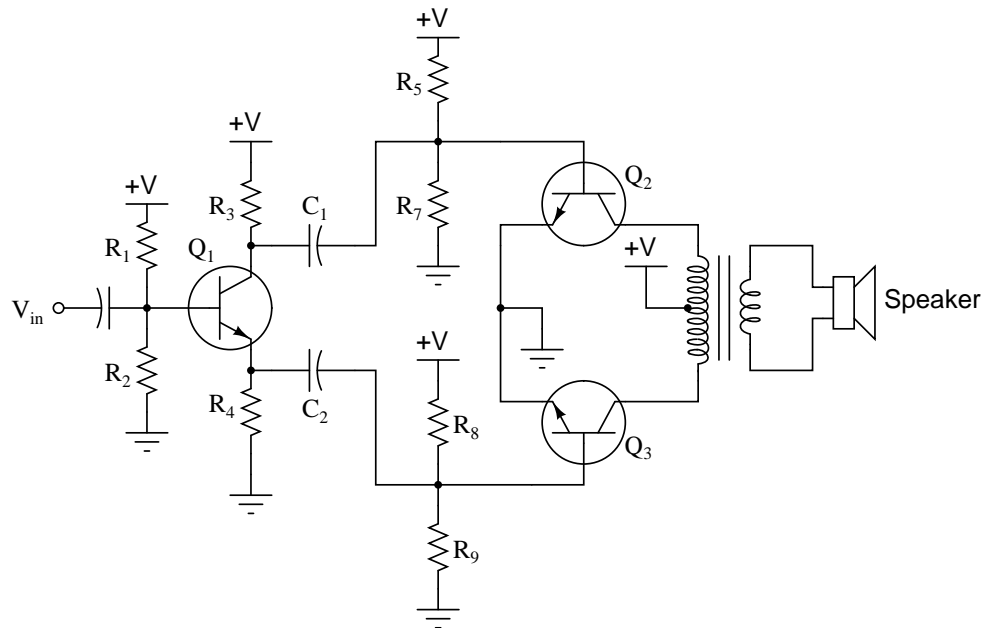 +V
R5
+V
+V
R3
C1
R7
Q2
R1
Q1
+V
Vin
Speaker
R2
R4
C2
+V
R8
Q3
R9